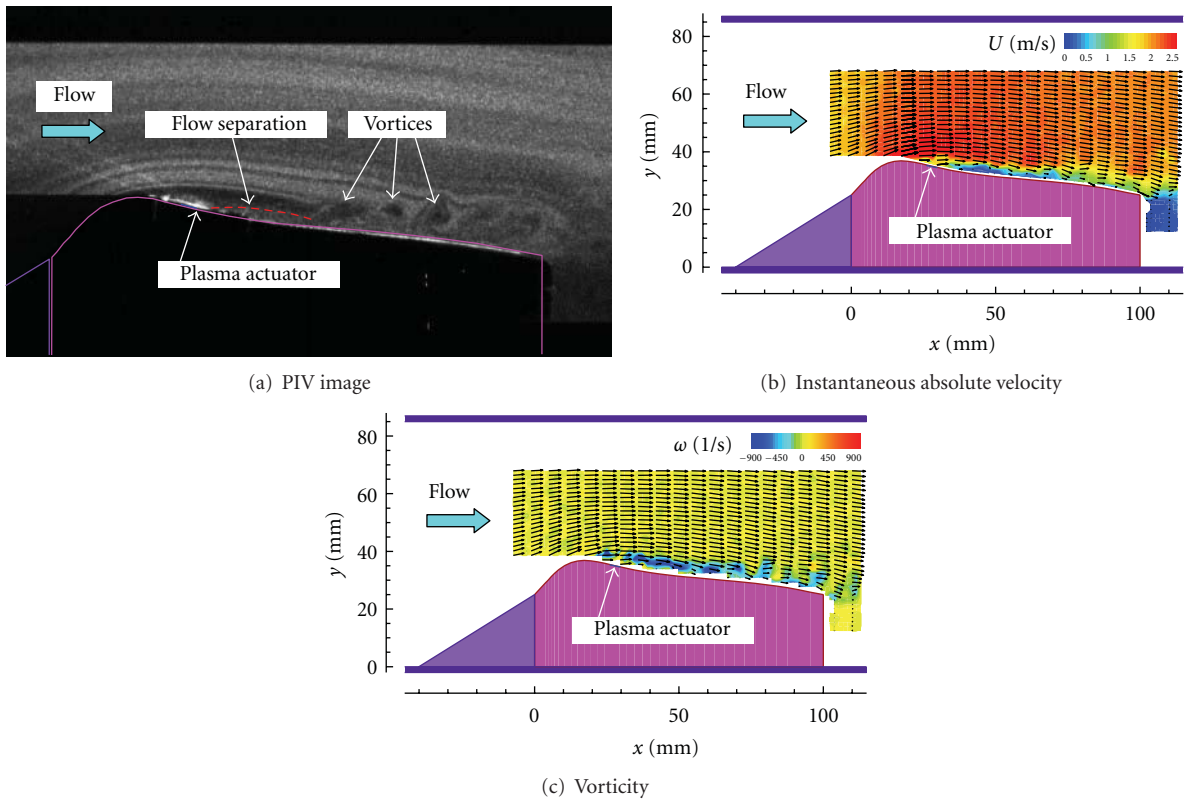 Flow
Flow separation
Vortices
Plasma actuator
(a) PIV image
80
60
40
20
0
y (mm)
U (m/s)
0 0.5 1 1.5 2 2.5
Flow
Plasma actuator
0 50 100
x (mm)
(b) Instantaneous absolute velocity
80
60
40
20
0
y (mm)
ω (1/s)
−900 −450 0 450 900
Flow
Plasma actuator
0 50 100
x (mm)
(c) Vorticity